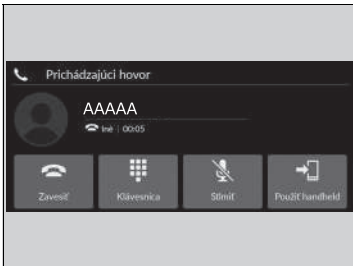 Prichádzajúci hovor
AAAAA
Iné | 00:05
Zavesiť
Klávesnica
Stlmiť
Použiť handheld